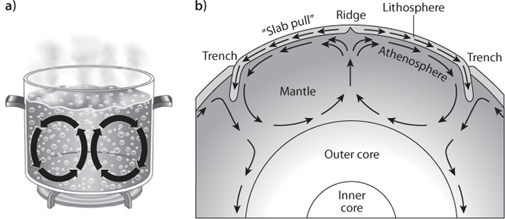 a)
b)
"Slab pull"
Ridge
Lithosphere
Trench
Athenosphere
Trench
Mantle
Outer core
Inner
core